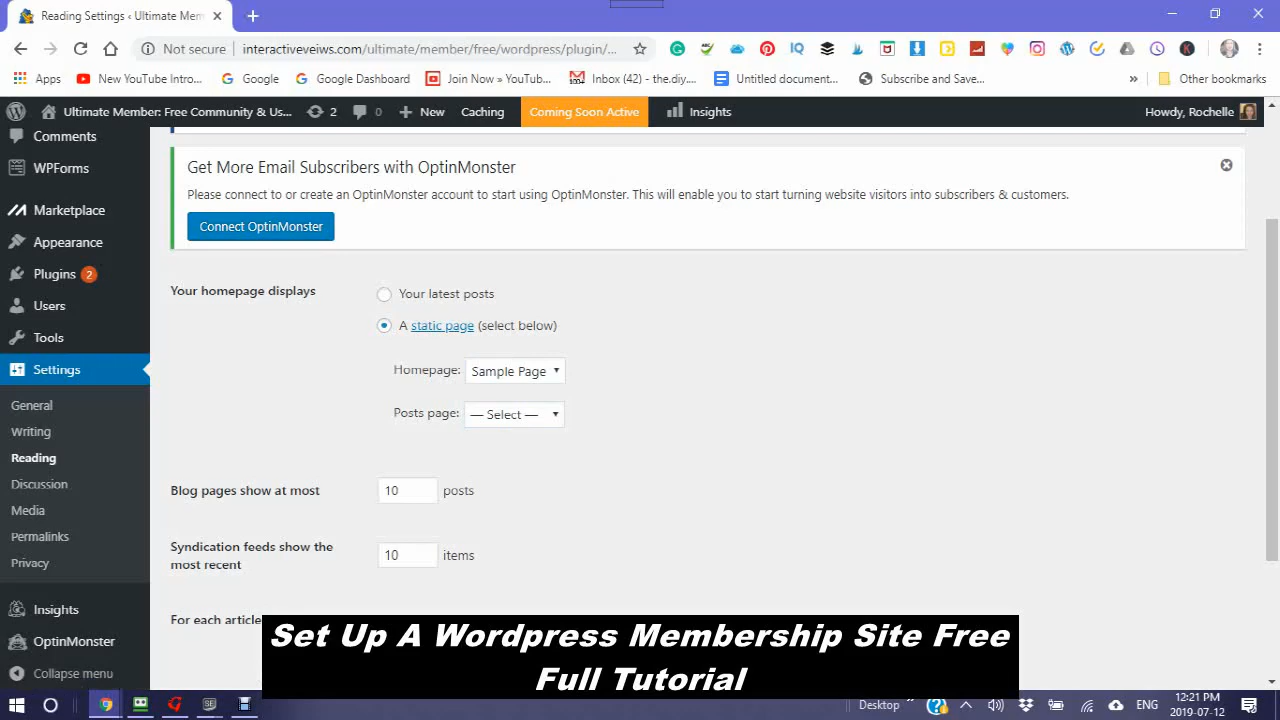 Reading Settings ‹ Ultimate Mem
Not secure
interactiveveiws.com/ultimate/member/free/wordpress/plugin/...
Apps
New YouTube Intro...
Google
Google Dashboard
Join Now » YouTub...
Inbox (42) - the.diy....
Untitled document...
Subscribe and Save...
Other bookmarks
Ultimate Member: Free Community & Us...
2
0
New
Caching
Coming Soon Active
Insights
Howdy, Rochelle
Comments
WPForms
Marketplace
Appearance
Plugins 2
Users
Tools
Settings
General
Writing
Reading
Discussion
Media
Permalinks
Privacy
Insights
OptinMonster
Collapse menu
Get More Email Subscribers with OptinMonster
Please connect to or create an OptinMonster account to start using OptinMonster. This will enable you to start turning website visitors into subscribers & customers.
Connect OptinMonster
Your homepage displays
Your latest posts
A static page (select below)
Homepage: Sample Page
Posts page: — Select —
Blog pages show at most
10 posts
Syndication feeds show the
most recent
10 items
For each article
Set Up A Wordpress Membership Site Free
Full Tutorial
Desktop
ENG
12:21 PM
2019-07-12